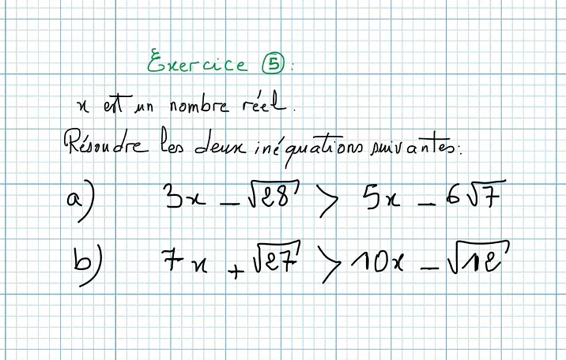 Exercice ⑤:
x est un nombre réel.
Résoudre les deux inéquations suivantes:
a) 3x - √28 > 5x - 6√7
b) 7x + √27 > 10x - √12